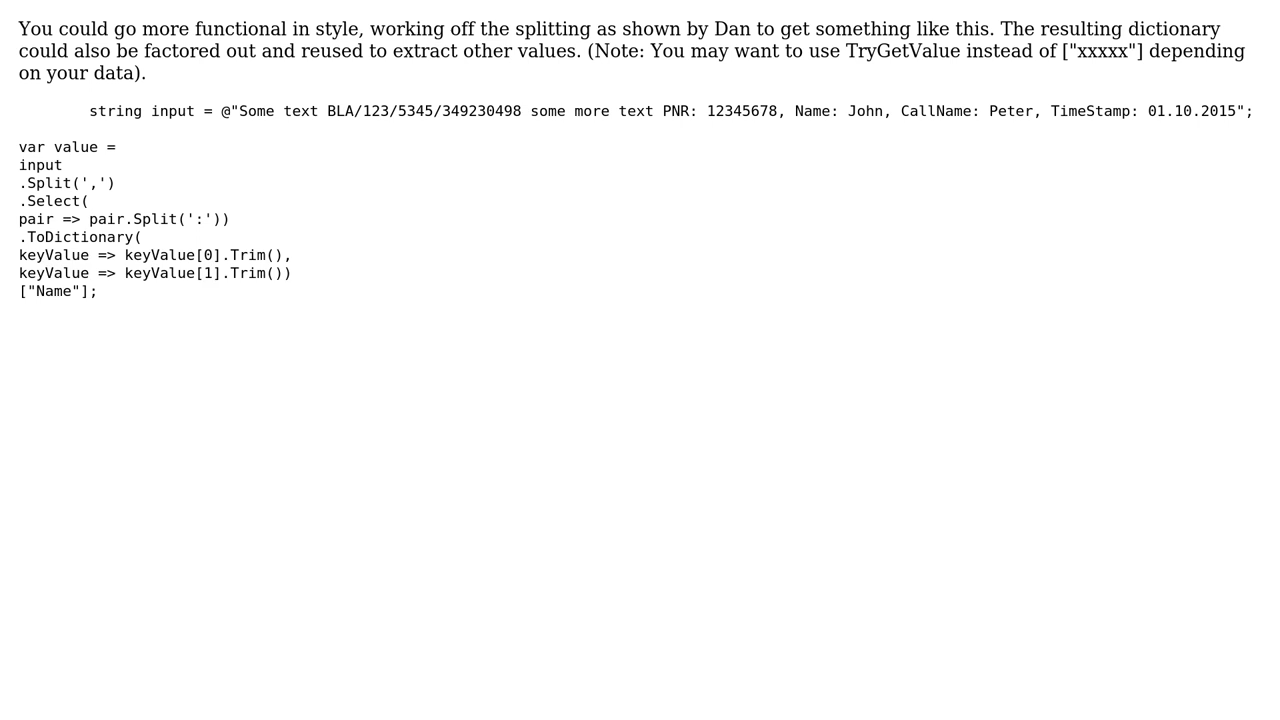 You could go more functional in style, working off the splitting as shown by Dan to get something like this. The resulting dictionary
could also be factored out and reused to extract other values. (Note: You may want to use TryGetValue instead of ["xxxxx"] depending
on your data).
string input = @"Some text BLA/123/5345/349230498 some more text PNR: 12345678, Name: John, CallName: Peter, TimeStamp: 01.10.2015";
var value =
input
.Split(',')
.Select(
pair => pair.Split(':'))
.ToDictionary(
keyValue => keyValue[0].Trim(),
keyValue => keyValue[1].Trim())
["Name"];